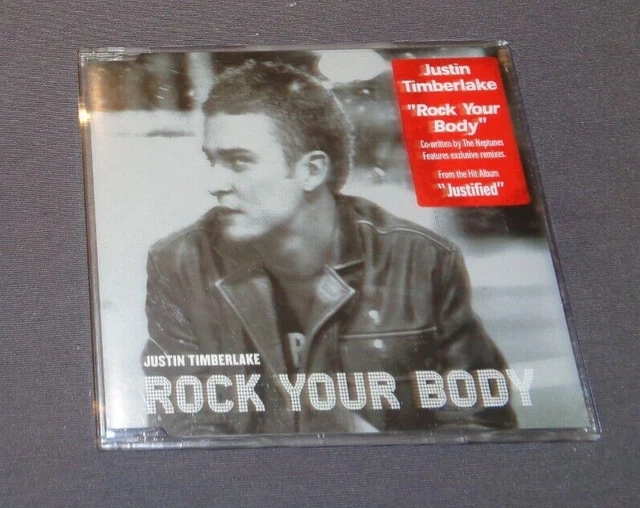 Justin
Timberlake
"Rock Your
Body"
Co-written by The Neptunes
Features exclusive remixes.
From the Hit Album
"Justified"
P
JUSTIN TIMBERLAKE
ROCK YOUR BODY